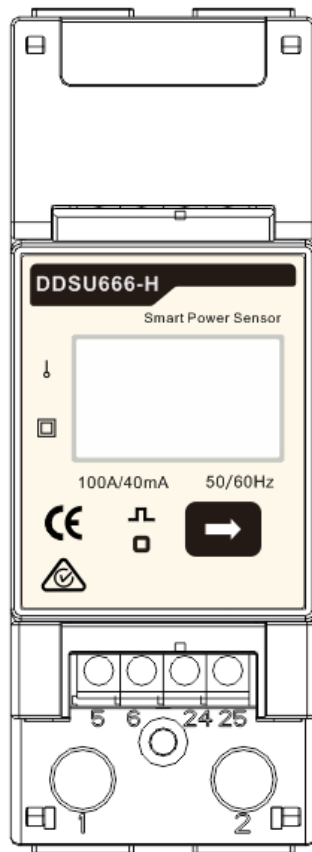 DDSU666-H
Smart Power Sensor
100A/40mA 50/60Hz
CE
5 6 24 25
1 2